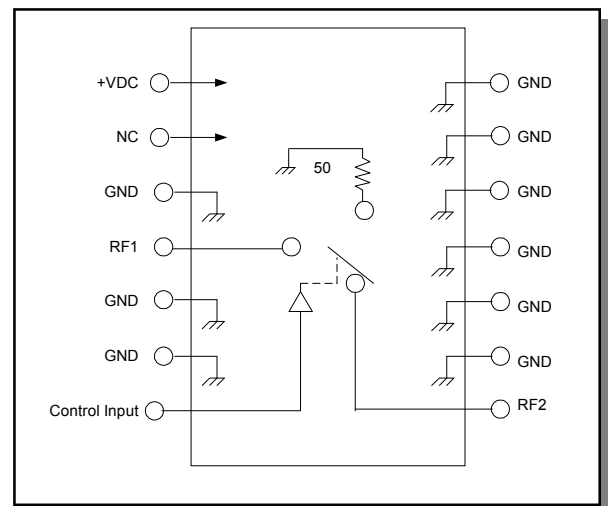 +VDC
GND
NC
GND
50
GND
GND
RF1
GND
GND
GND
GND
GND
Control Input
RF2